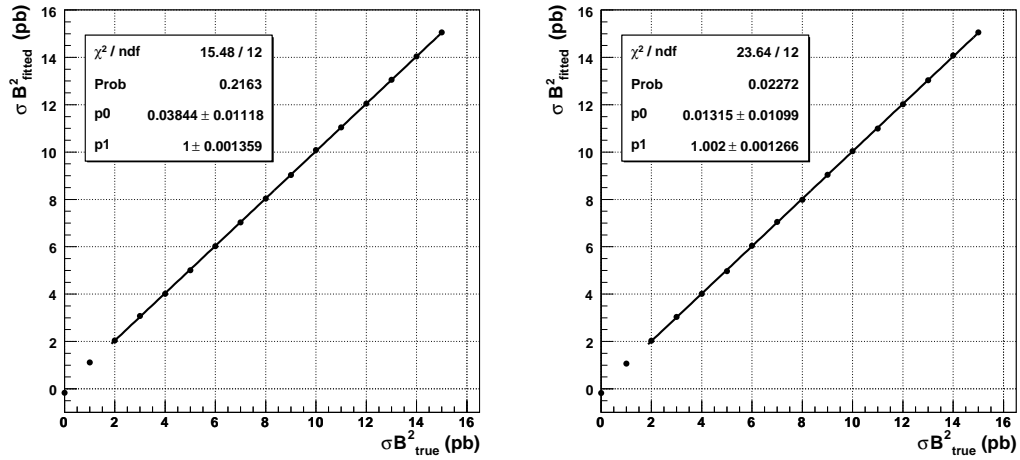 σ B²fitted (pb)
16
14
12
10
8
6
4
2
0
χ² / ndf 15.48 / 12
Prob 0.2163
p0 0.03844 ± 0.01118
p1 1 ± 0.001359
0 2 4 6 8 10 12 14 16
σB²true (pb)
σ B²fitted (pb)
16
14
12
10
8
6
4
2
0
χ² / ndf 23.64 / 12
Prob 0.02272
p0 0.01315 ± 0.01099
p1 1.002 ± 0.001266
0 2 4 6 8 10 12 14 16
σB²true (pb)